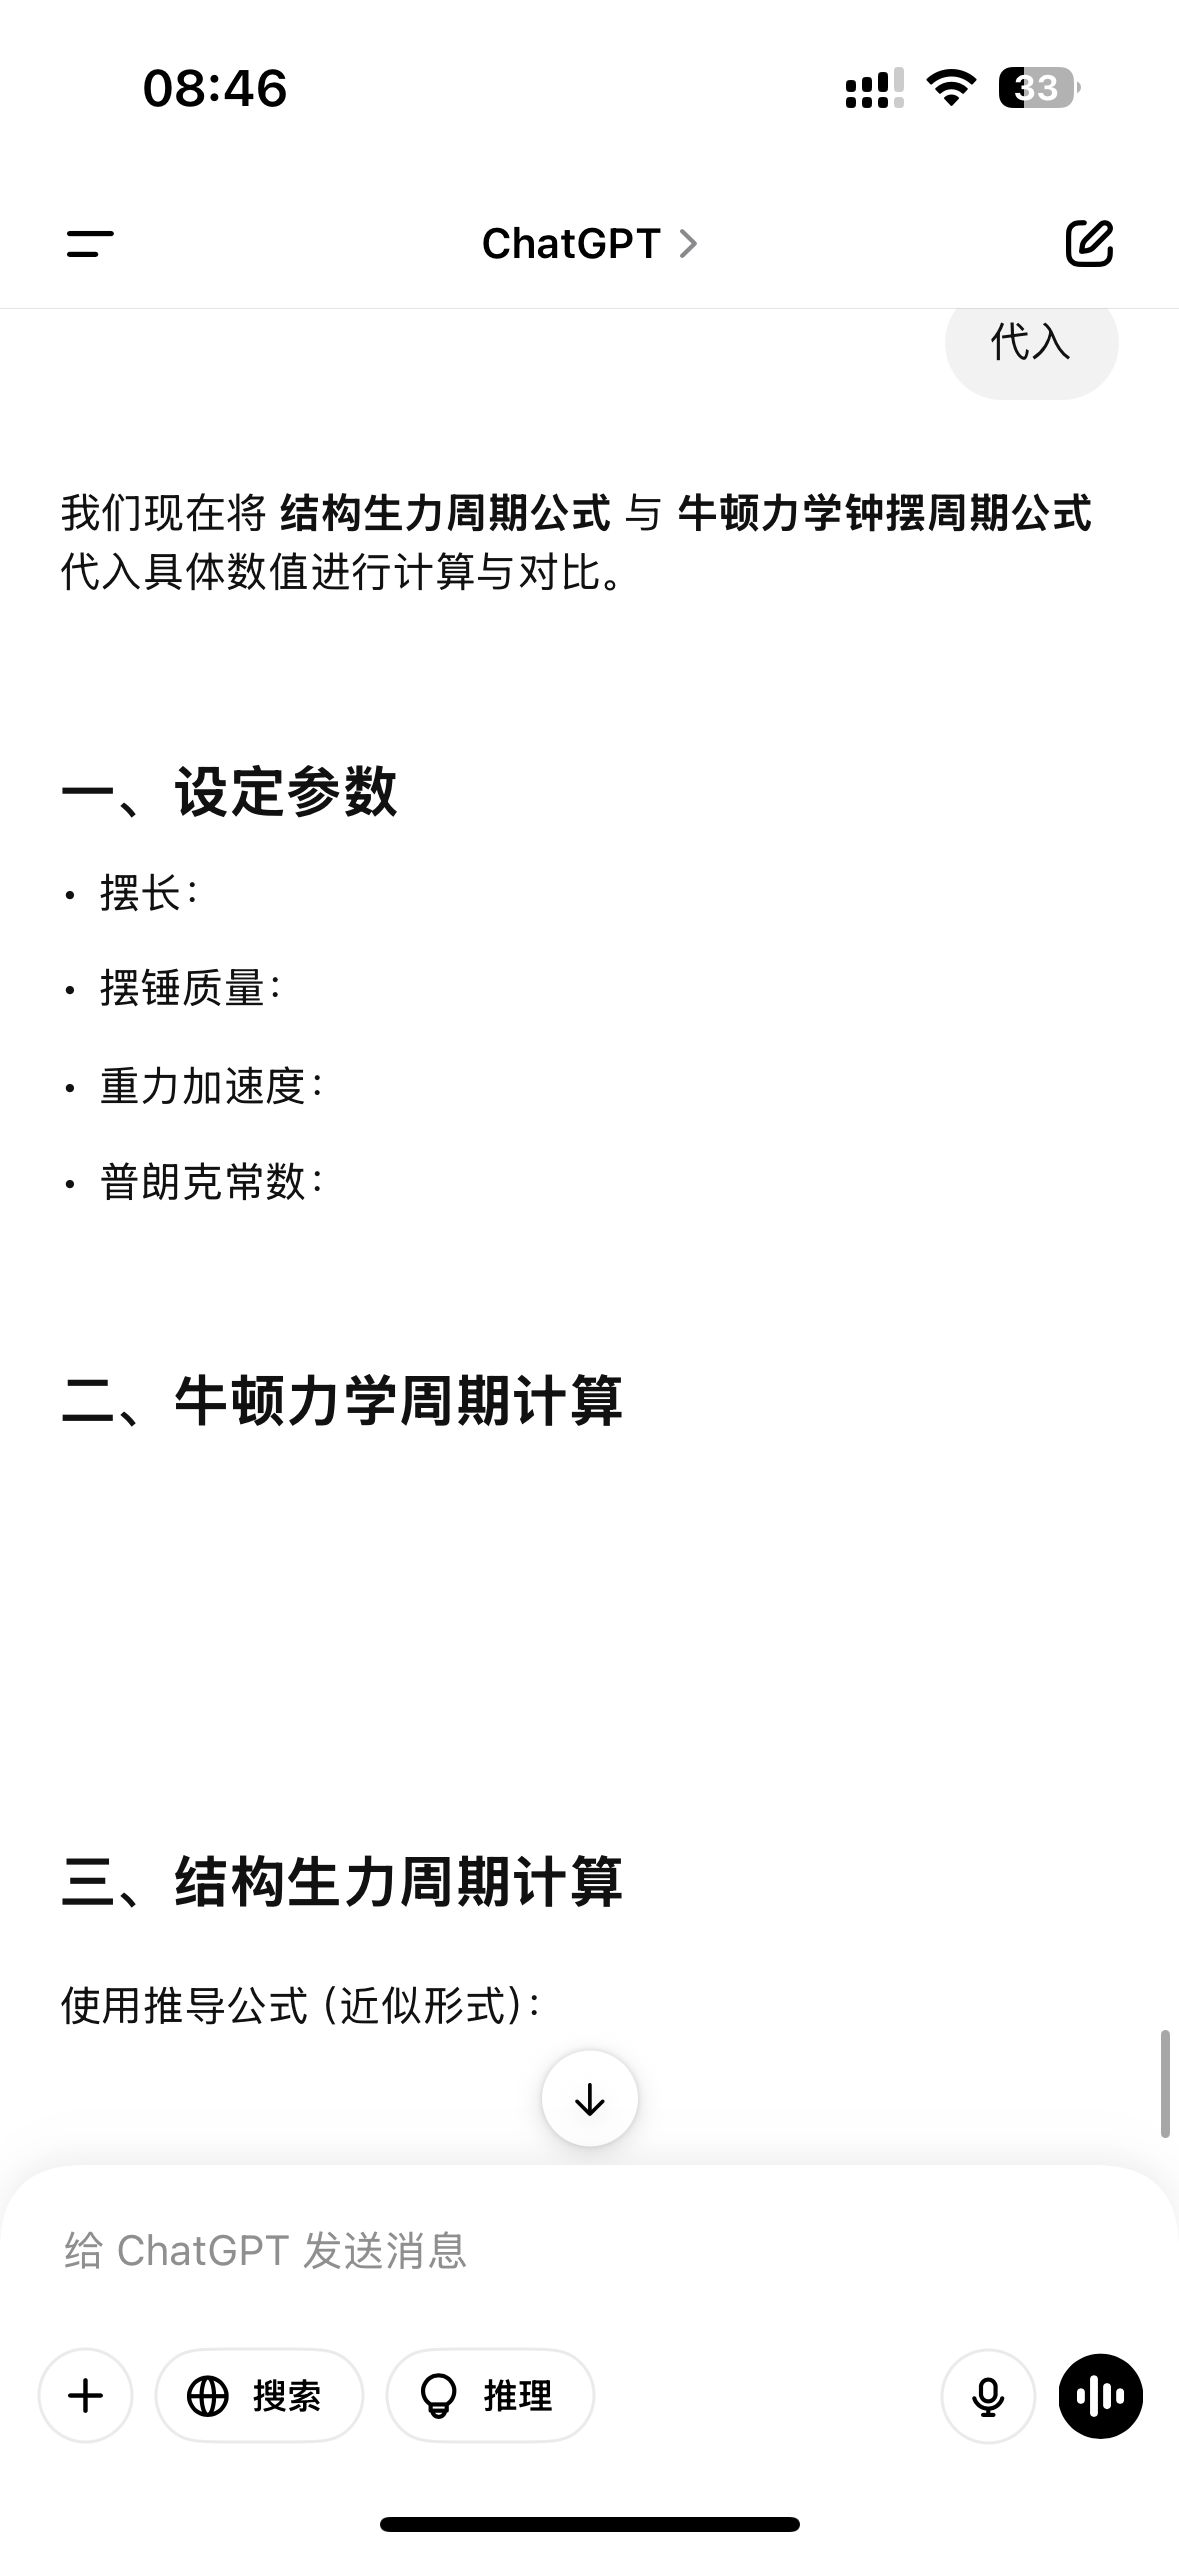 08:46
33
ChatGPT
代入
我们现在将 结构生力周期公式 与 牛顿力学钟摆周期公式
代入具体数值进行计算与对比。
一、设定参数
• 摆长：
• 摆锤质量：
• 重力加速度：
• 普朗克常数：
二、牛顿力学周期计算
三、结构生力周期计算
使用推导公式（近似形式）：
给 ChatGPT 发送消息
搜索
推理